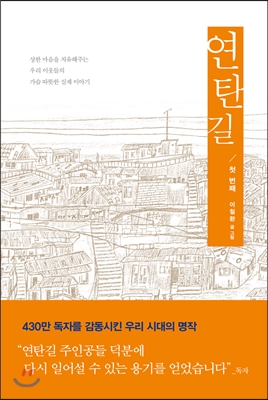 상한 마음을 치유해주는
우리 이웃들의
가슴 따뜻한 실제 이야기
연탄길
첫 번째
이철환 글·그림
430만 독자를 감동시킨 우리 시대의 명작
“연탄길 주인공들 덕분에
다시 일어설 수 있는 용기를 얻었습니다”_독자
yes24